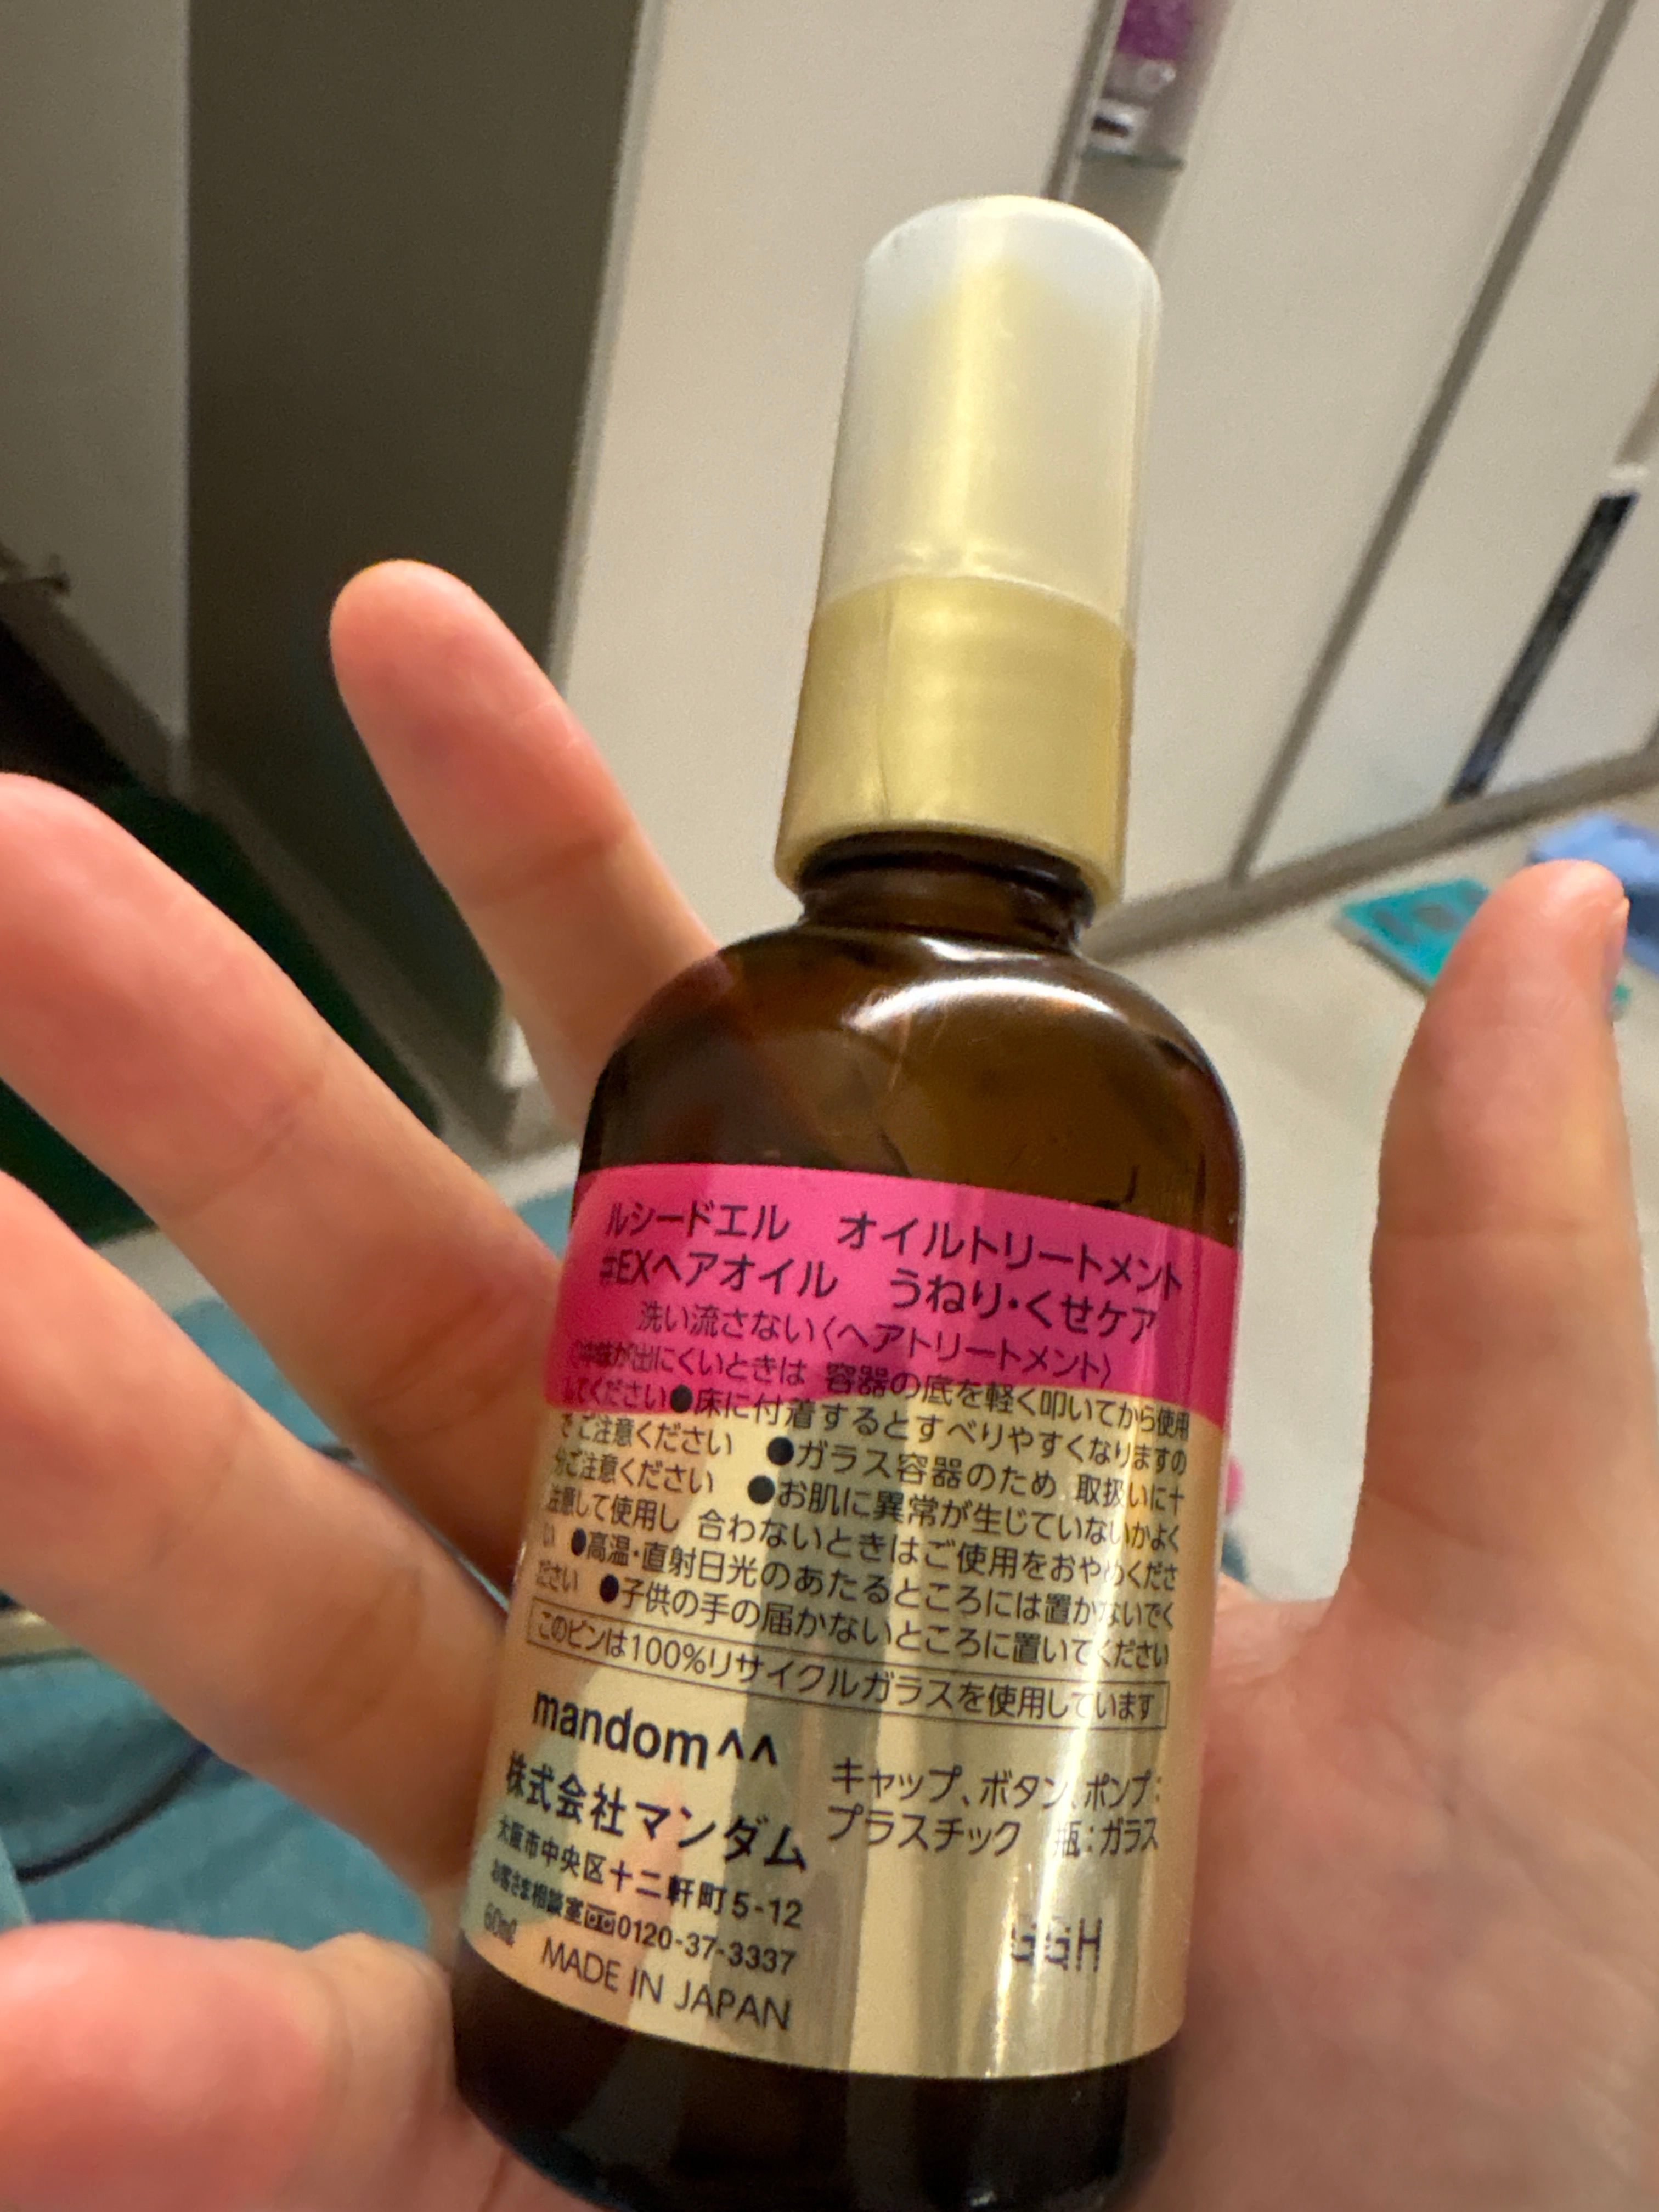 ルシードエル オイルトリートメント
#EXヘアオイル うねり・くせケア
洗い流さない〈ヘアトリートメント〉
中味が出にくいときは 容器の底を軽く叩いてから使用
してください●床に付着するとすべりやすくなりますの
で ご注意ください ●ガラス容器のため 取扱いに十
分ご注意ください ●お肌に異常が生じていないかよく
注意して使用し 合わないときはご使用をおやめくださ
い ●高温・直射日光のあたるところには置かないでく
ださい ●子供の手の届かないところに置いてください
このビンは100%リサイクルガラスを使用しています
mandom^^
株式会社マンダム
大阪市中央区十二軒町5-12
お客さま相談室 0120-37-3337
60ml
MADE IN JAPAN
キャップ、ボタン、ポンプ:
プラスチック 瓶:ガラス